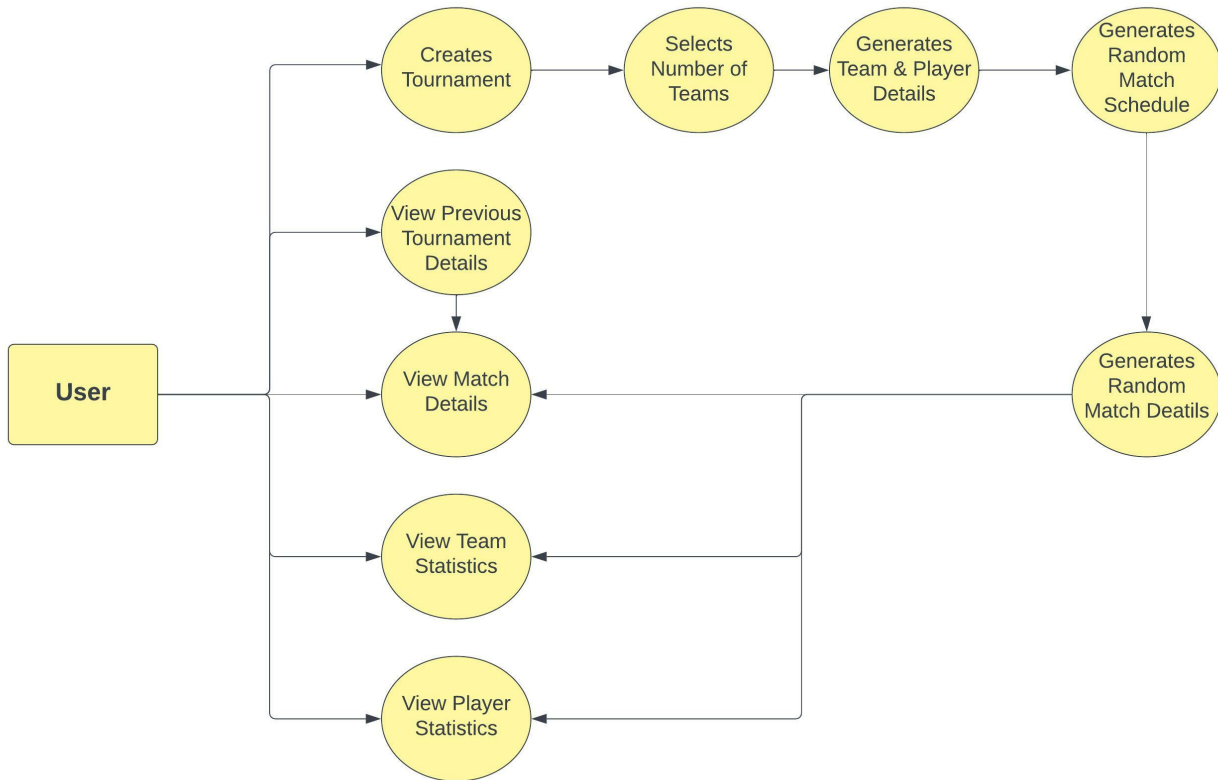 Creates
Tournament
Selects
Number of
Teams
Generates
Team & Player
Details
Generates
Random
Match
Schedule
View Previous
Tournament
Details
User
View Match
Details
Generates
Random
Match Deatils
View Team
Statistics
View Player
Statistics